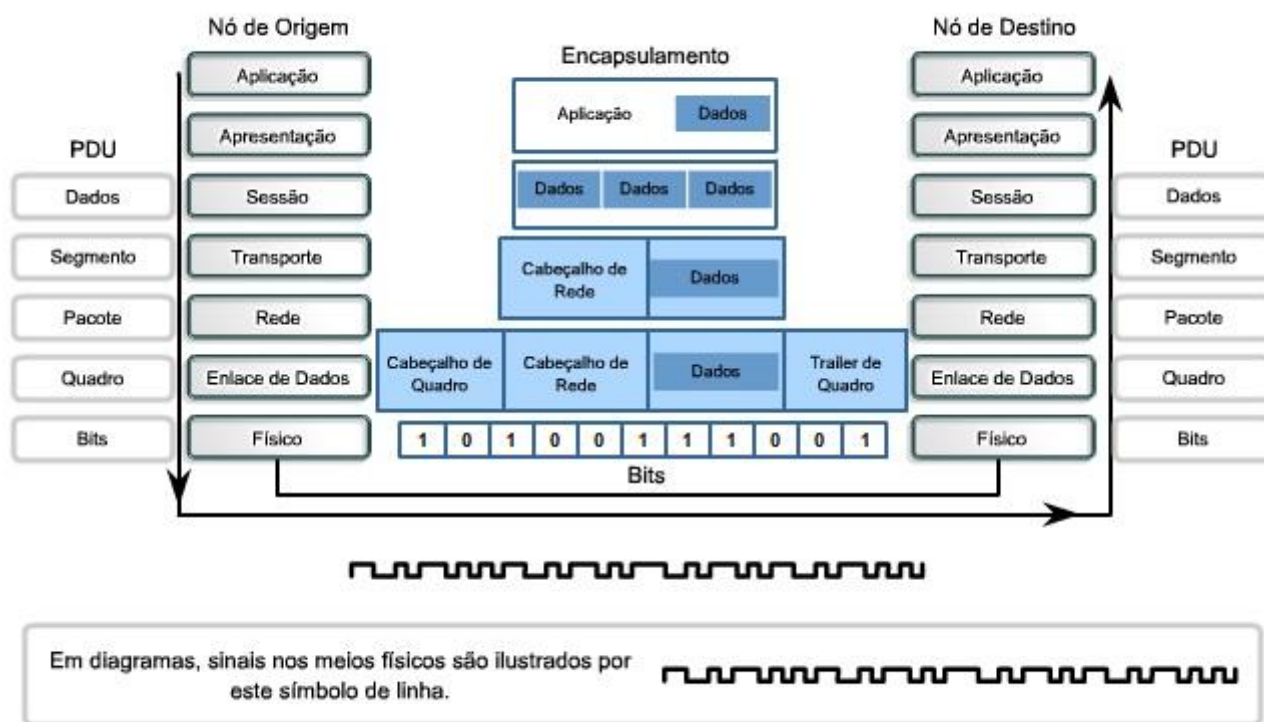 Nó de Origem
Nó de Destino
Encapsulamento
Aplicação
Aplicação
Dados
Aplicação
Apresentação
Apresentação
PDU
PDU
Dados
Sessão
Dados
Dados
Dados
Sessão
Dados
Segmento
Transporte
Cabeçalho de
Rede
Dados
Transporte
Segmento
Pacote
Rede
Rede
Pacote
Quadro
Enlace de Dados
Cabeçalho de
Quadro
Cabeçalho de
Rede
Dados
Trailer de
Quadro
Enlace de Dados
Quadro
Bits
Físico
1 0 1 0 0 1 1 1 0 0 1
Físico
Bits
Bits
Em diagramas, sinais nos meios físicos são ilustrados por
este símbolo de linha.